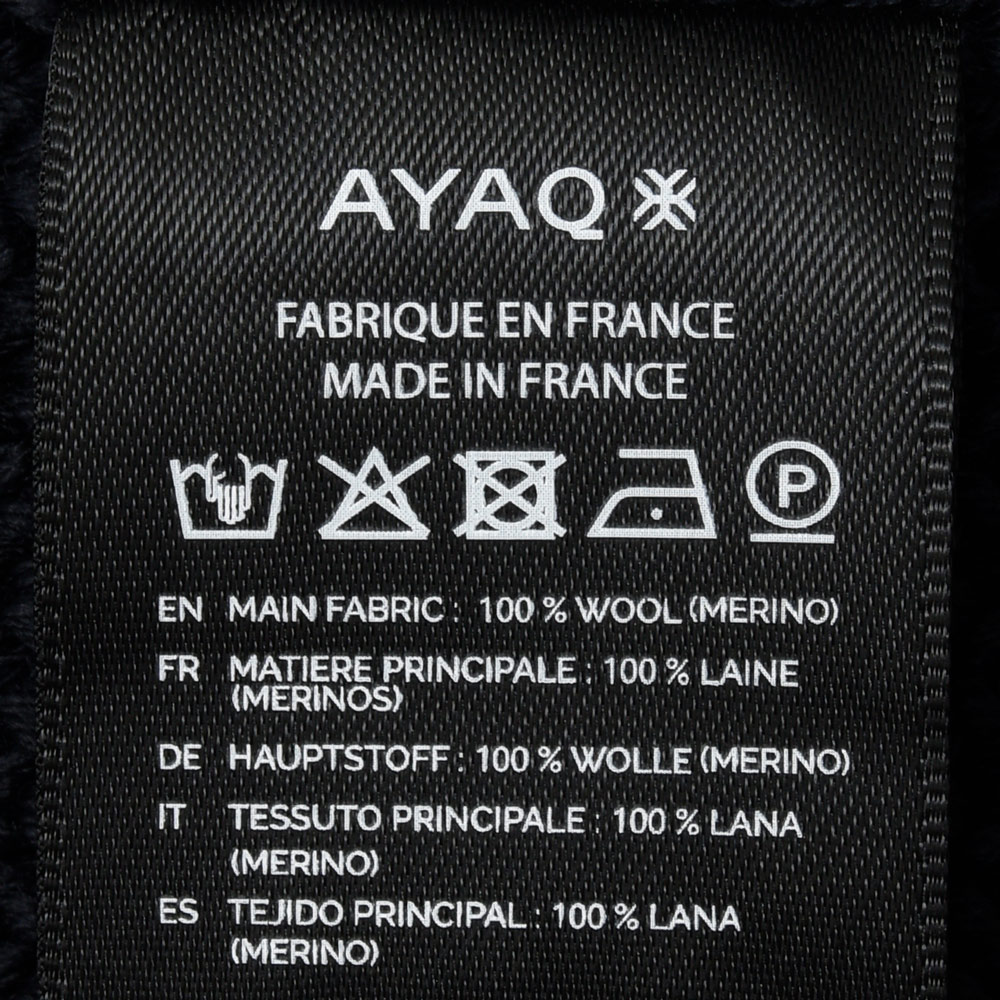 AYAQ
FABRIQUE EN FRANCE
MADE IN FRANCE
P
EN MAIN FABRIC : 100 % WOOL (MERINO)
FR MATIERE PRINCIPALE : 100 % LAINE
(MERINOS)
DE HAUPTSTOFF : 100 % WOLLE (MERINO)
IT TESSUTO PRINCIPALE : 100 % LANA
(MERINO)
ES TEJIDO PRINCIPAL : 100 % LANA
(MERINO)